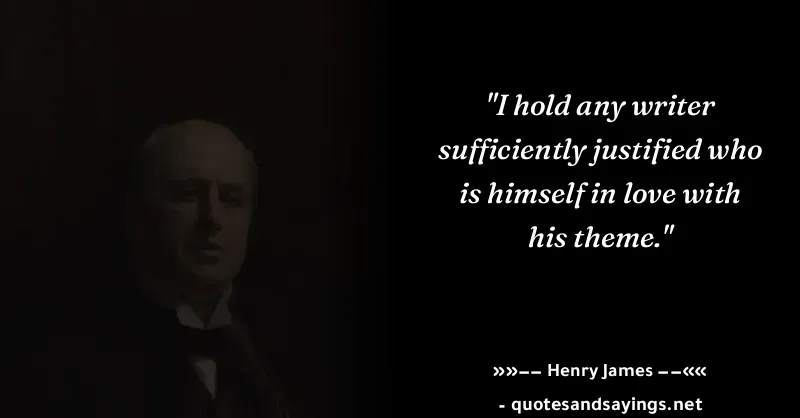 "I hold any writer
sufficiently justified who
is himself in love with
his theme."
»»–– Henry James ––««
- quotesandsayings.net